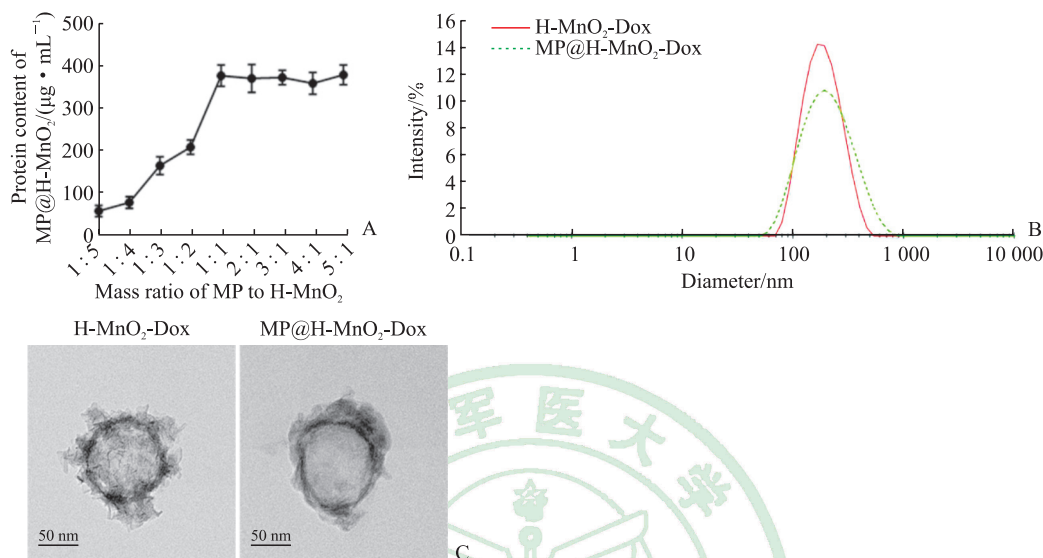 500
400
300
200
100
0
Protein content of
MP@H-MnO₂/(μg • mL⁻¹)
1:5
1:4
1:3
1:2
1:1
2:1
3:1
4:1
5:1
Mass ratio of MP to H-MnO₂
A
H-MnO₂-Dox
MP@H-MnO₂-Dox
16
14
12
10
8
6
4
2
0
Intensity/%
0.1 1 10 100 1 000 10 000
Diameter/nm
B
H-MnO₂-Dox
MP@H-MnO₂-Dox
50 nm
50 nm
C
军医大学